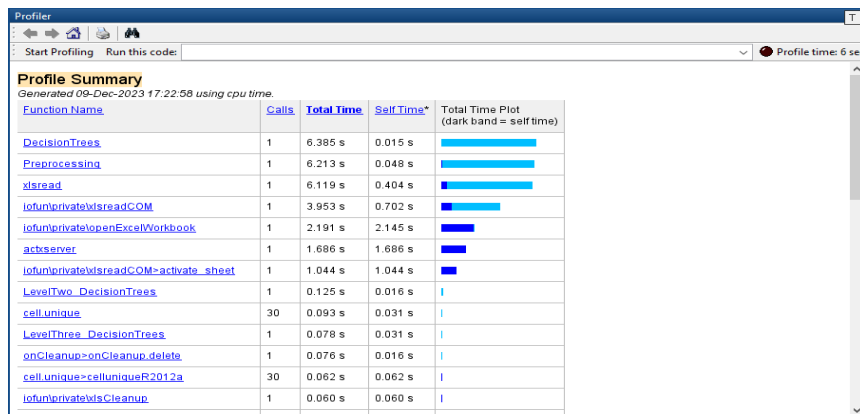 Profiler
T
Start Profiling Run this code: Profile time: 6 se
Profile Summary
Generated 09-Dec-2023 17:22:58 using cpu time.
Function Name Calls Total Time Self Time* Total Time Plot
(dark band = self time)
DecisionTrees 1 6.385 s 0.015 s
Preprocessing 1 6.213 s 0.048 s
xlsread 1 6.119 s 0.404 s
iofun\private\xlsreadCOM 1 3.953 s 0.702 s
iofun\private\openExcelWorkbook 1 2.191 s 2.145 s
actxserver 1 1.686 s 1.686 s
iofun\private\xlsreadCOM>activate_sheet 1 1.044 s 1.044 s
LevelTwo_DecisionTrees 1 0.125 s 0.016 s
cell.unique 30 0.093 s 0.031 s
LevelThree_DecisionTrees 1 0.078 s 0.031 s
onCleanup>onCleanup.delete 1 0.076 s 0.016 s
cell.unique>celluniqueR2012a 30 0.062 s 0.062 s
iofun\private\xlsCleanup 1 0.060 s 0.060 s